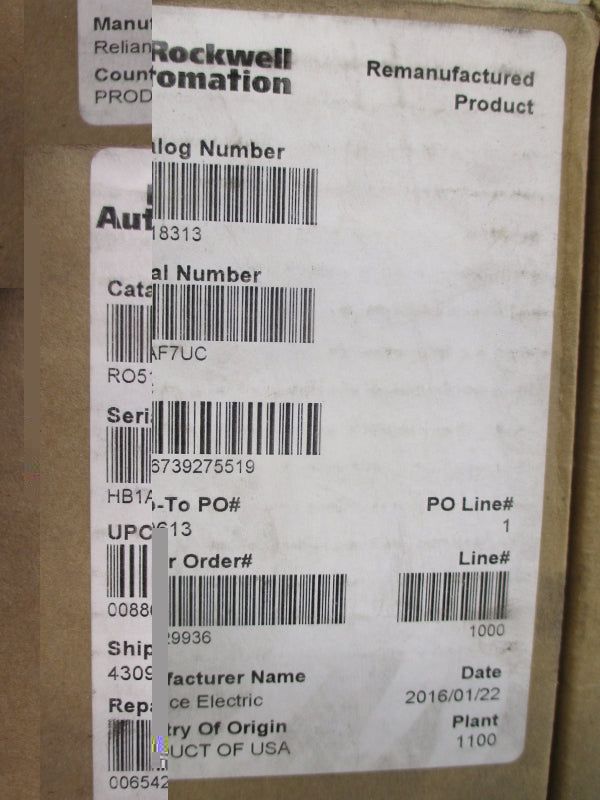 Manuf
Relian
Count
PROD
Rockwell
omation
Remanufactured
Product
alog Number
18313
al Number
AF7UC
6739275519
-To PO#
613
PO Line#
1
r Order#
29936
Line#
1000
facturer Name
ce Electric
Date
2016/01/22
try Of Origin
UCT OF USA
Plant
1100
Aut
Cata
RO51
Seri
HB1A
UPC
0088
Ship
4309
Repa
006542